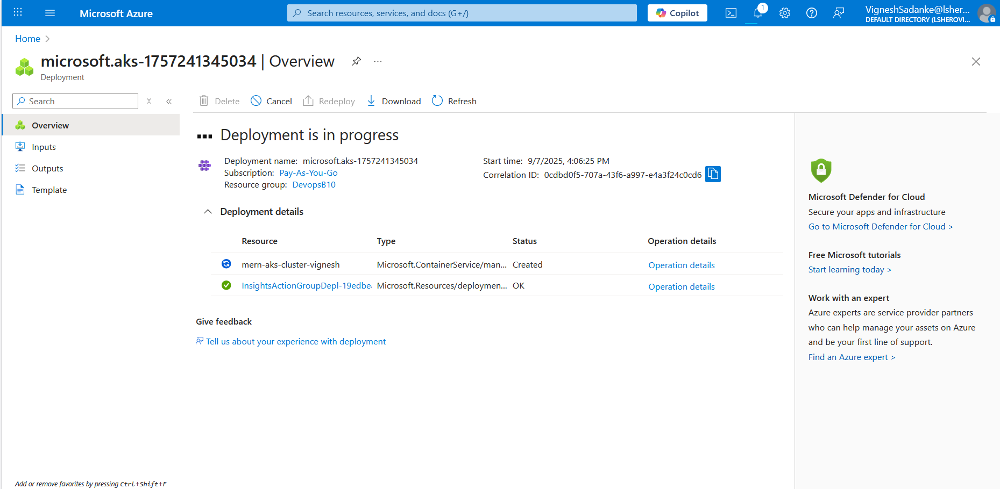 Microsoft Azure
Search resources, services, and docs (G+/)
Copilot
1
VigneshSadanke@lsher...
DEFAULT DIRECTORY (LSHEROVI...
Home
microsoft.aks-1757241345034 | Overview
Deployment
Search
Delete
Cancel
Redeploy
Download
Refresh
Overview
Inputs
Outputs
Template
Deployment is in progress
Deployment name: microsoft.aks-1757241345034
Subscription: Pay-As-You-Go
Resource group: DevopsB10
Start time: 9/7/2025, 4:06:25 PM
Correlation ID: 0cdbd0f5-707a-43f6-a997-e4a3f24c0cd6
Deployment details
Resource Type Status Operation details
mern-aks-cluster-vignesh Microsoft.ContainerService/man... Created Operation details
InsightsActionGroupDepl-19edbe Microsoft.Resources/deploymen... OK Operation details
Give feedback
Tell us about your experience with deployment
Microsoft Defender for Cloud
Secure your apps and infrastructure
Go to Microsoft Defender for Cloud >
Free Microsoft tutorials
Start learning today >
Work with an expert
Azure experts are service provider partners
who can help manage your assets on Azure
and be your first line of support.
Find an Azure expert >
Add or remove favorites by pressing Ctrl+Shift+F